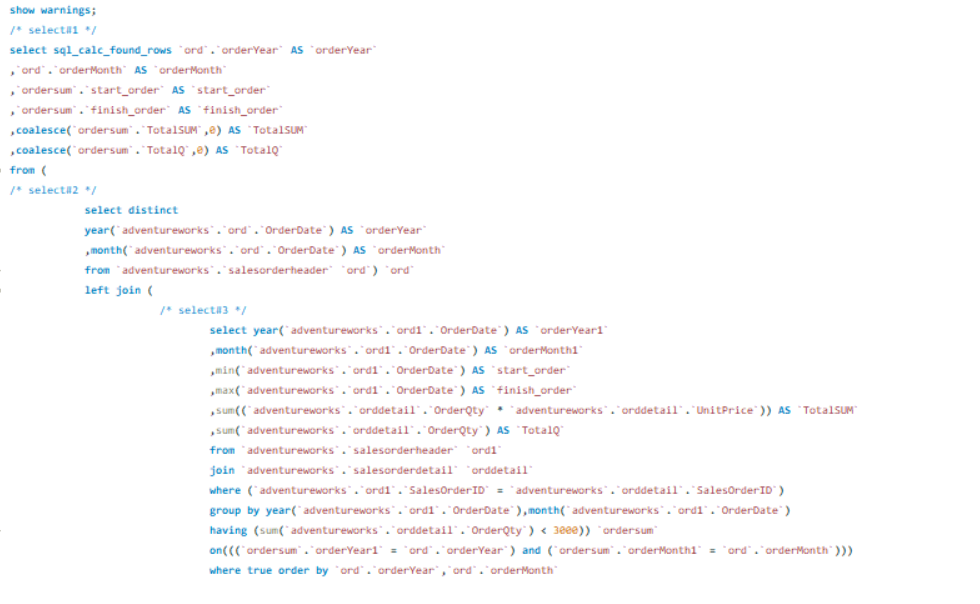 show warnings;
/* select#1 */
select sql_calc_found_rows `ord`.`orderYear` AS `orderYear`
,`ord`.`orderMonth` AS `orderMonth`
,`ordersum`.`start_order` AS `start_order`
,`ordersum`.`finish_order` AS `finish_order`
,coalesce(`ordersum`.`TotalSUM`,0) AS `TotalSUM`
,coalesce(`ordersum`.`TotalQ`,0) AS `TotalQ`
from (
/* select#2 */
select distinct
year(`adventureworks`.`ord`.`OrderDate`) AS `orderYear`
,month(`adventureworks`.`ord`.`OrderDate`) AS `orderMonth`
from `adventureworks`.`salesorderheader` `ord`) `ord`
left join (
/* select#3 */
select year(`adventureworks`.`ord1`.`OrderDate`) AS `orderYear1`
,month(`adventureworks`.`ord1`.`OrderDate`) AS `orderMonth1`
,min(`adventureworks`.`ord1`.`OrderDate`) AS `start_order`
,max(`adventureworks`.`ord1`.`OrderDate`) AS `finish_order`
,sum((`adventureworks`.`orddetail`.`OrderQty` * `adventureworks`.`orddetail`.`UnitPrice`)) AS `TotalSUM`
,sum(`adventureworks`.`orddetail`.`OrderQty`) AS `TotalQ`
from `adventureworks`.`salesorderheader` `ord1`
join `adventureworks`.`salesorderdetail` `orddetail`
where (`adventureworks`.`ord1`.`SalesOrderID` = `adventureworks`.`orddetail`.`SalesOrderID`)
group by year(`adventureworks`.`ord1`.`OrderDate`),month(`adventureworks`.`ord1`.`OrderDate`)
having (sum(`adventureworks`.`orddetail`.`OrderQty`) < 3000)) `ordersum`
on(((`ordersum`.`orderYear1` = `ord`.`orderYear`) and (`ordersum`.`orderMonth1` = `ord`.`orderMonth`)))
where true order by `ord`.`orderYear`,`ord`.`orderMonth`